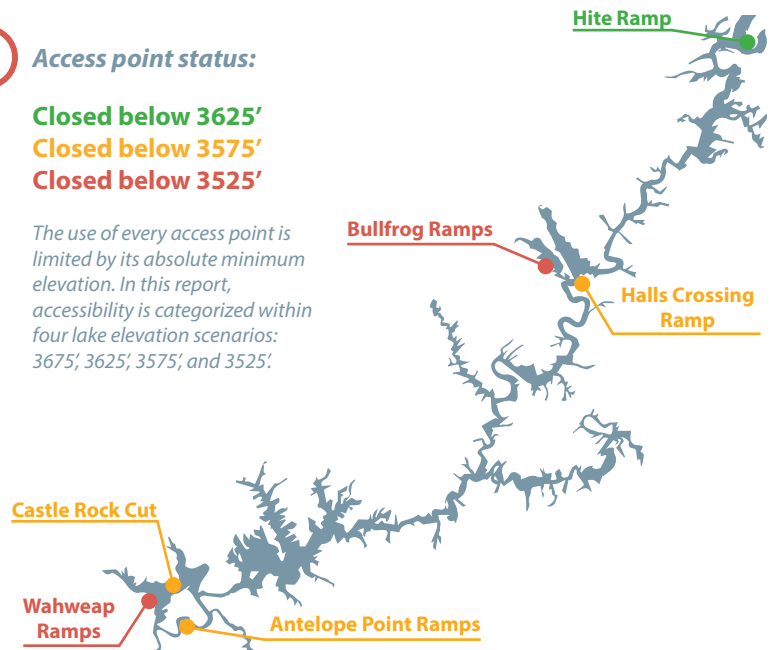 Hite Ramp
Access point status:
Closed below 3625’
Closed below 3575’
Closed below 3525’
The use of every access point is
limited by its absolute minimum
elevation. In this report,
accessibility is categorized within
four lake elevation scenarios:
3675’, 3625’, 3575’, and 3525’.
Bullfrog Ramps
Halls Crossing
Ramp
Castle Rock Cut
Wahweap
Ramps
Antelope Point Ramps